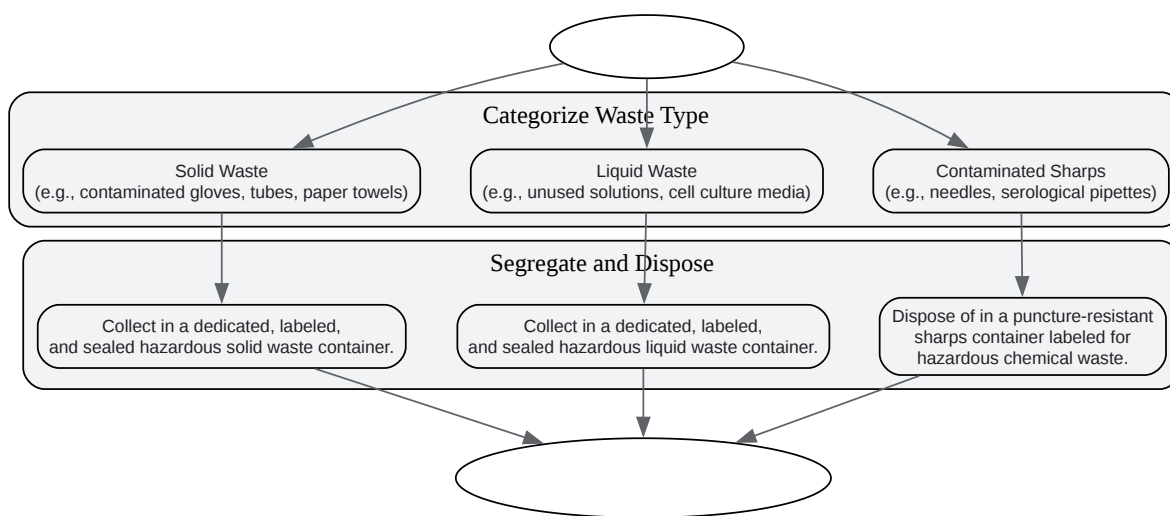 Categorize Waste Type
Solid Waste
(e.g., contaminated gloves, tubes, paper towels)
Liquid Waste
(e.g., unused solutions, cell culture media)
Contaminated Sharps
(e.g., needles, serological pipettes)
Segregate and Dispose
Collect in a dedicated, labeled,
and sealed hazardous solid waste container.
Collect in a dedicated, labeled,
and sealed hazardous liquid waste container.
Dispose of in a puncture-resistant
sharps container labeled for
hazardous chemical waste.